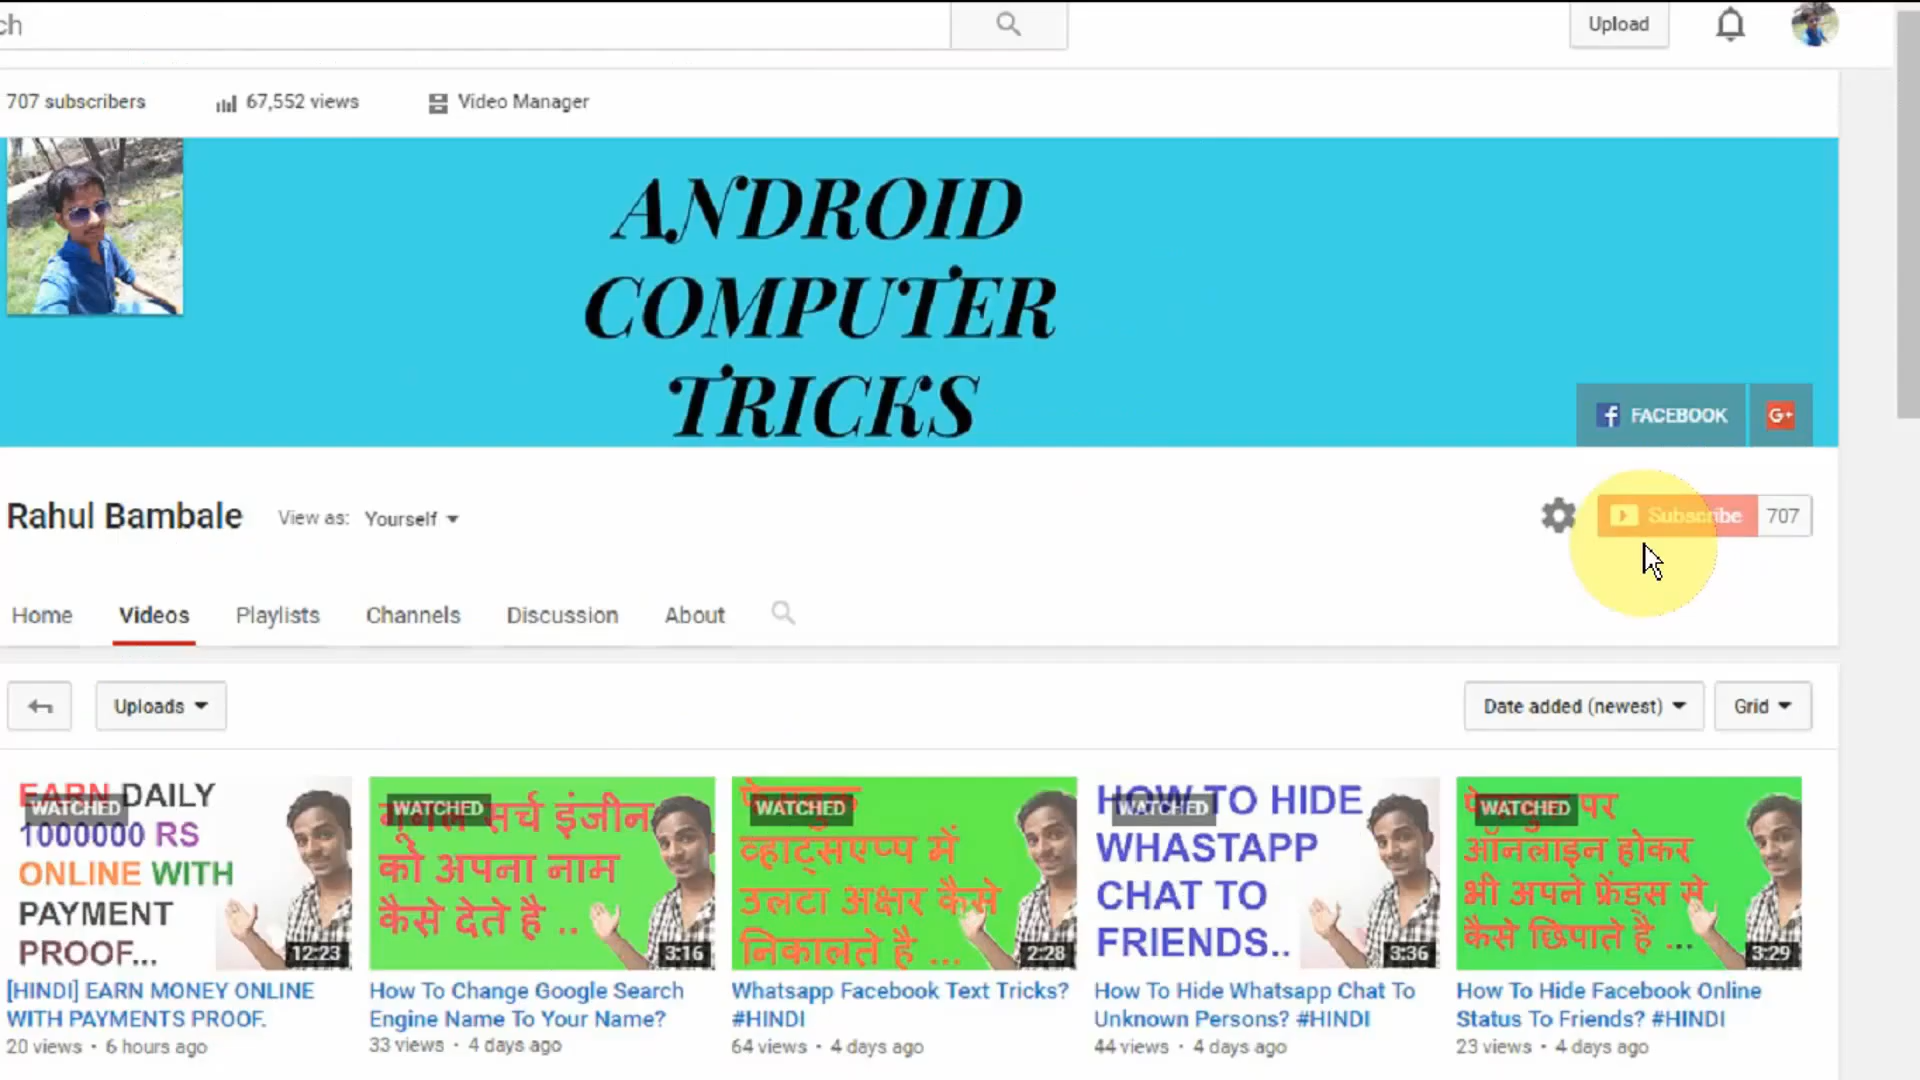 ch
Upload
707 subscribers
67,552 views
Video Manager
ANDROID
COMPUTER
TRICKS
FACEBOOK
G+
Rahul Bambale
View as: Yourself
Subscribe 707
Home
Videos
Playlists
Channels
Discussion
About
Uploads
Date added (newest)
Grid
EARN DAILY
WATCHED
1000000 RS
ONLINE WITH
PAYMENT
PROOF...
12:23
WATCHED
गूगल सर्च इंजीन
को अपना नाम
कैसे देते है ..
3:16
WATCHED
व्हाट्सएप्प में
उलटा अक्षर कैसे
निकालते है ...
2:28
HOW TO HIDE
WATCHED
WHASTAPP
CHAT TO
FRIENDS..
3:36
WATCHED
पर
ऑनलाइन होकर
भी अपने फ्रेंडस से
कैसे छिपाते है ...
3:29
[HINDI] EARN MONEY ONLINE
WITH PAYMENTS PROOF.
20 views • 6 hours ago
How To Change Google Search
Engine Name To Your Name?
33 views • 4 days ago
Whatsapp Facebook Text Tricks?
#HINDI
64 views • 4 days ago
How To Hide Whatsapp Chat To
Unknown Persons? #HINDI
44 views • 4 days ago
How To Hide Facebook Online
Status To Friends? #HINDI
23 views • 4 days ago